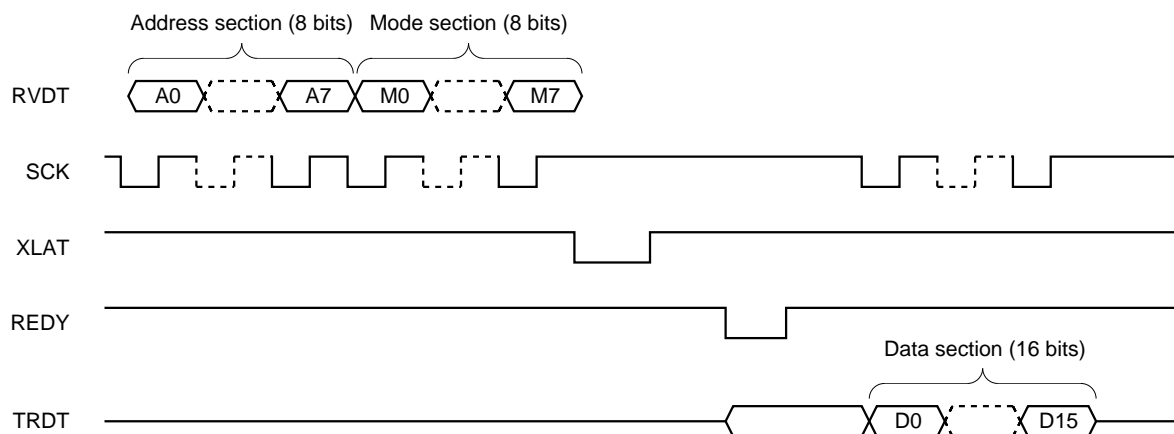 Address section (8 bits) Mode section (8 bits)
RVDT A0 A7 M0 M7
SCK
XLAT
REDY
Data section (16 bits)
TRDT D0 D15